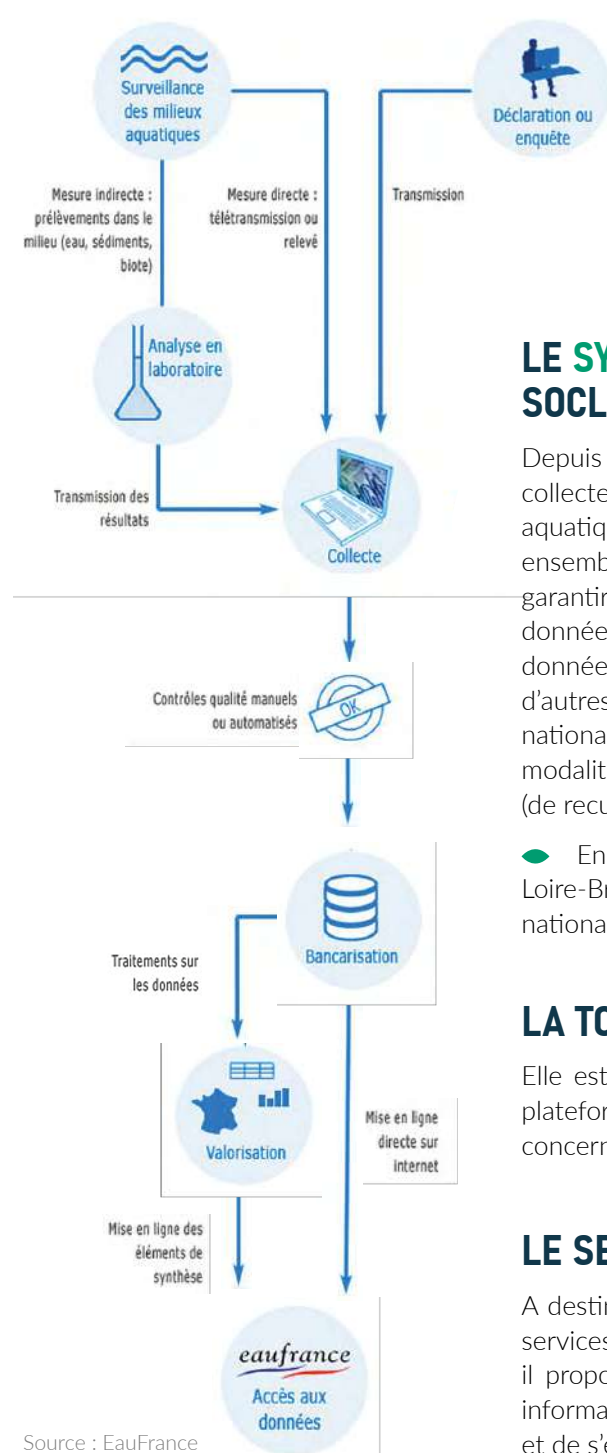 Surveillance
des milieux
aquatiques
Déclaration ou
enquête
Mesure indirecte :
prélèvements dans le
milieu (eau, sédiments,
biote)
Mesure directe :
télétransmission ou
relevé
Transmission
Analyse en
laboratoire
Transmission des
résultats
Collecte
Contrôles qualité manuels
ou automatisés
OK
Bancarisation
Traitements sur
les données
Valorisation
Mise en ligne
directe sur
internet
Mise en ligne des
éléments de
synthèse
eaufrance
Accès aux
données
Source : EauFrance
LE SY
SOCL
Depuis
collecte
aquatiq
ensemb
garantir
donnée
donnée
d'autres
nationa
modalit
(de recu
En
Loire-Br
nationa
LA TO
Elle est
platefor
concern
LE SE
A destin
services
il propo
informa
et de s'